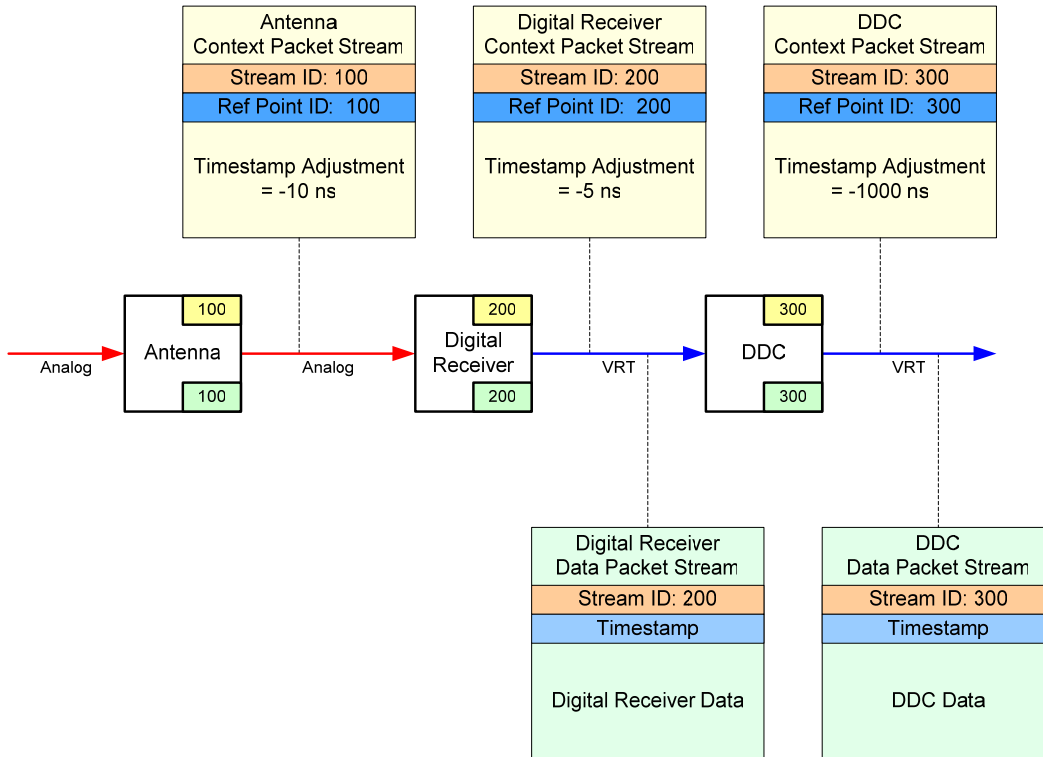 Antenna
Context Packet Stream
Stream ID: 100
Ref Point ID: 100
Timestamp Adjustment
= -10 ns
Digital Receiver
Context Packet Stream
Stream ID: 200
Ref Point ID: 200
Timestamp Adjustment
= -5 ns
DDC
Context Packet Stream
Stream ID: 300
Ref Point ID: 300
Timestamp Adjustment
= -1000 ns
Analog
100
Antenna
100
Analog
200
Digital
Receiver
200
VRT
300
DDC
300
VRT
Digital Receiver
Data Packet Stream
Stream ID: 200
Timestamp
Digital Receiver Data
DDC
Data Packet Stream
Stream ID: 300
Timestamp
DDC Data